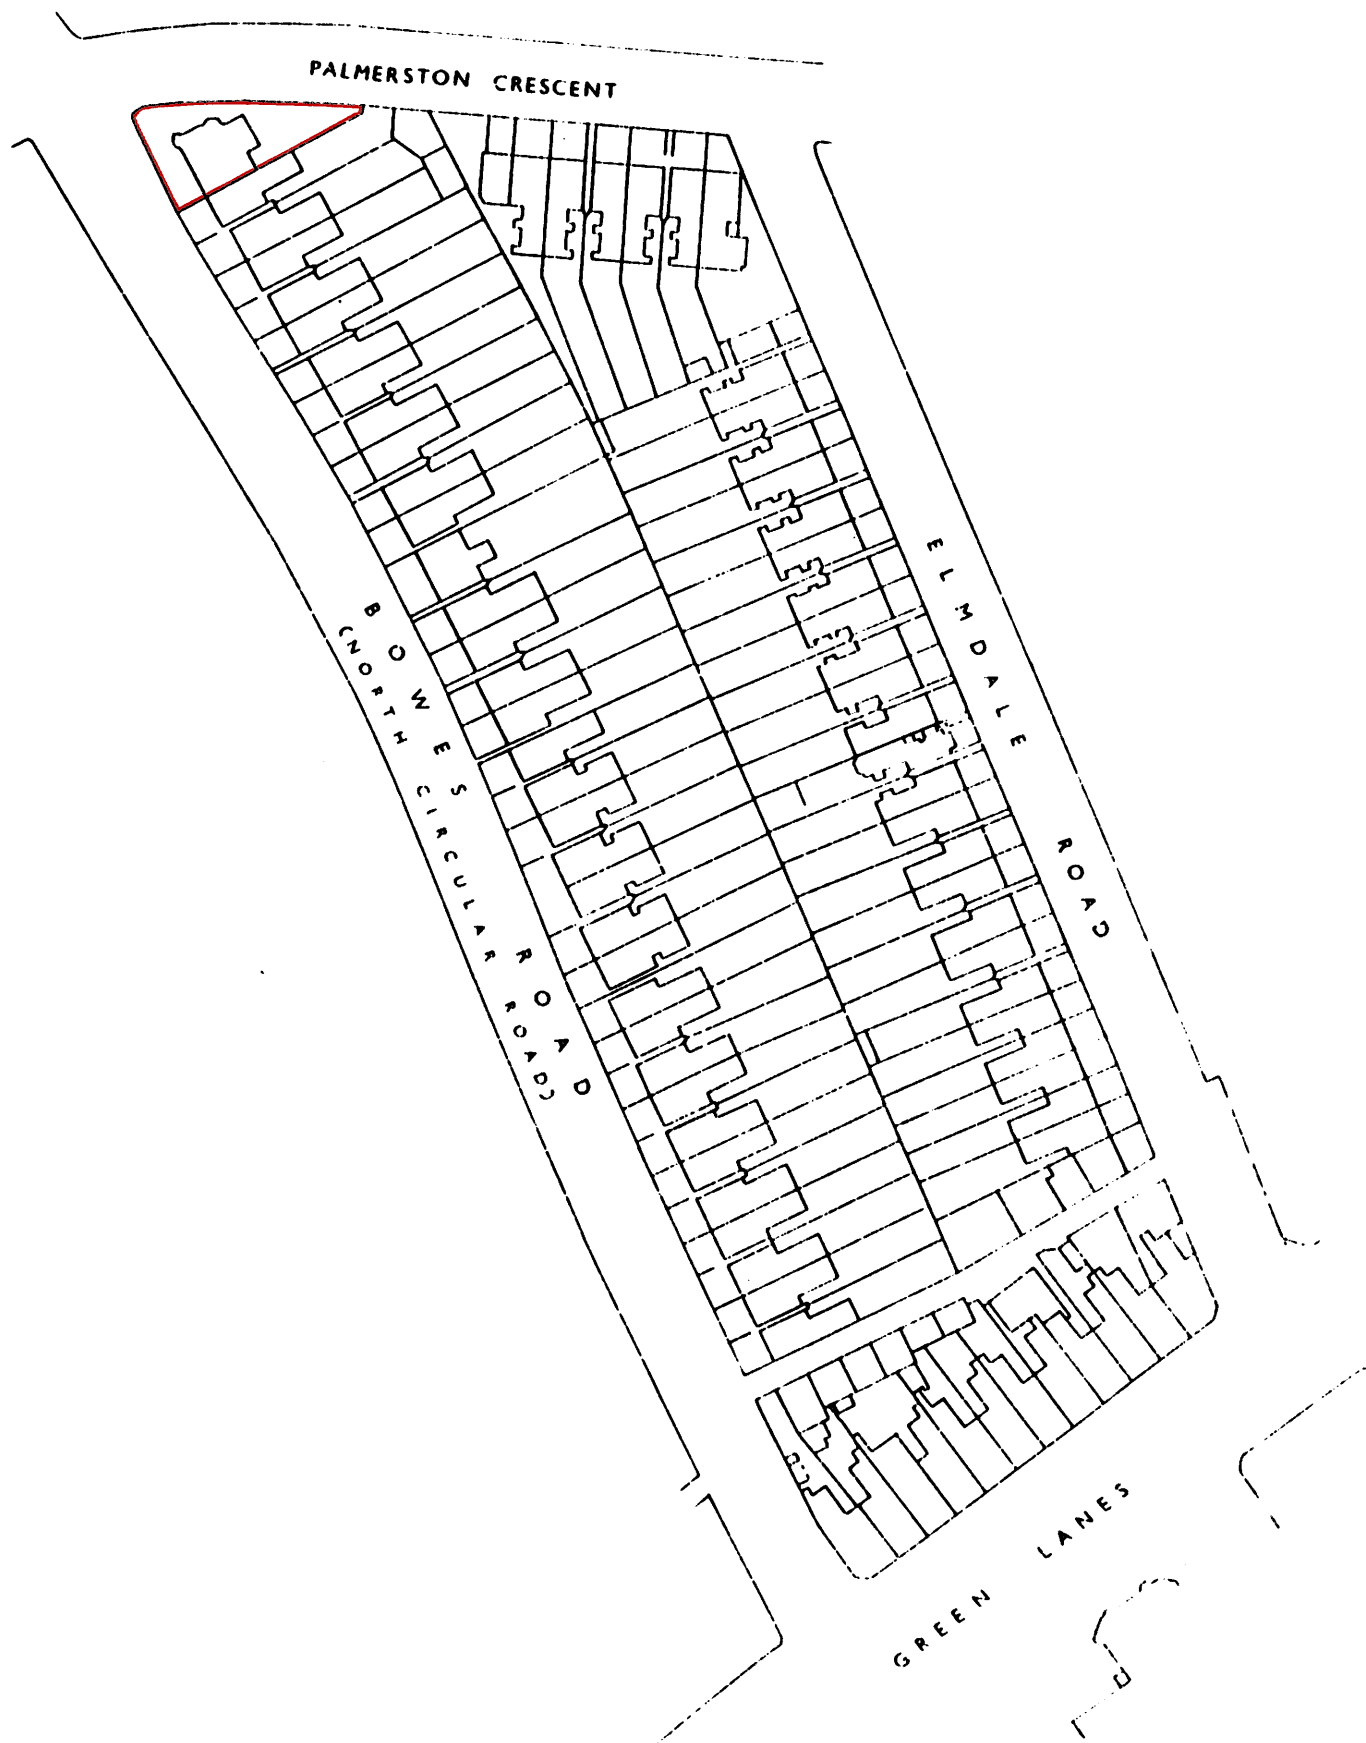 PALMERSTON CRESCENT
BOWES ROAD
(NORTH CIRCULAR ROAD)
ELMDALE ROAD
GREEN LANES